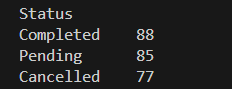 Status
Completed    88
Pending      85
Cancelled    77